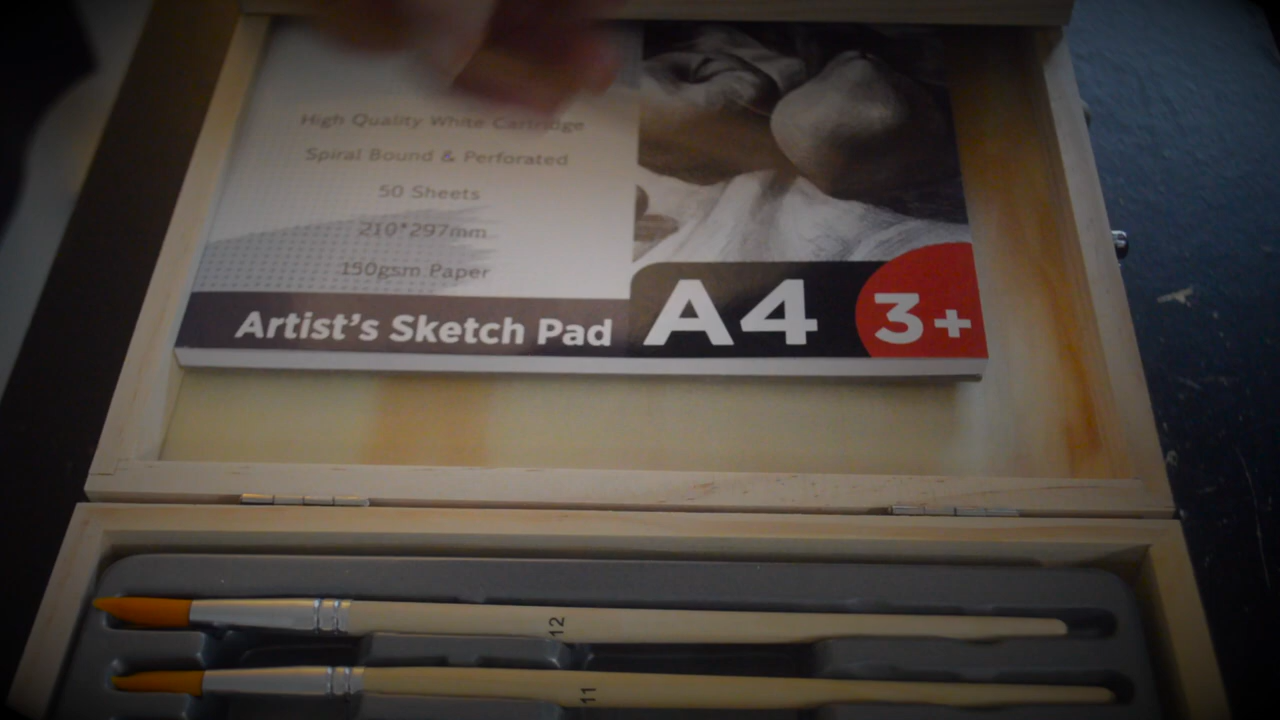 High Quality White Cartridge
Spiral Bound & Perforated
50 Sheets
210*297mm
150gsm Paper
Artist's Sketch Pad
A4
3+
12
11